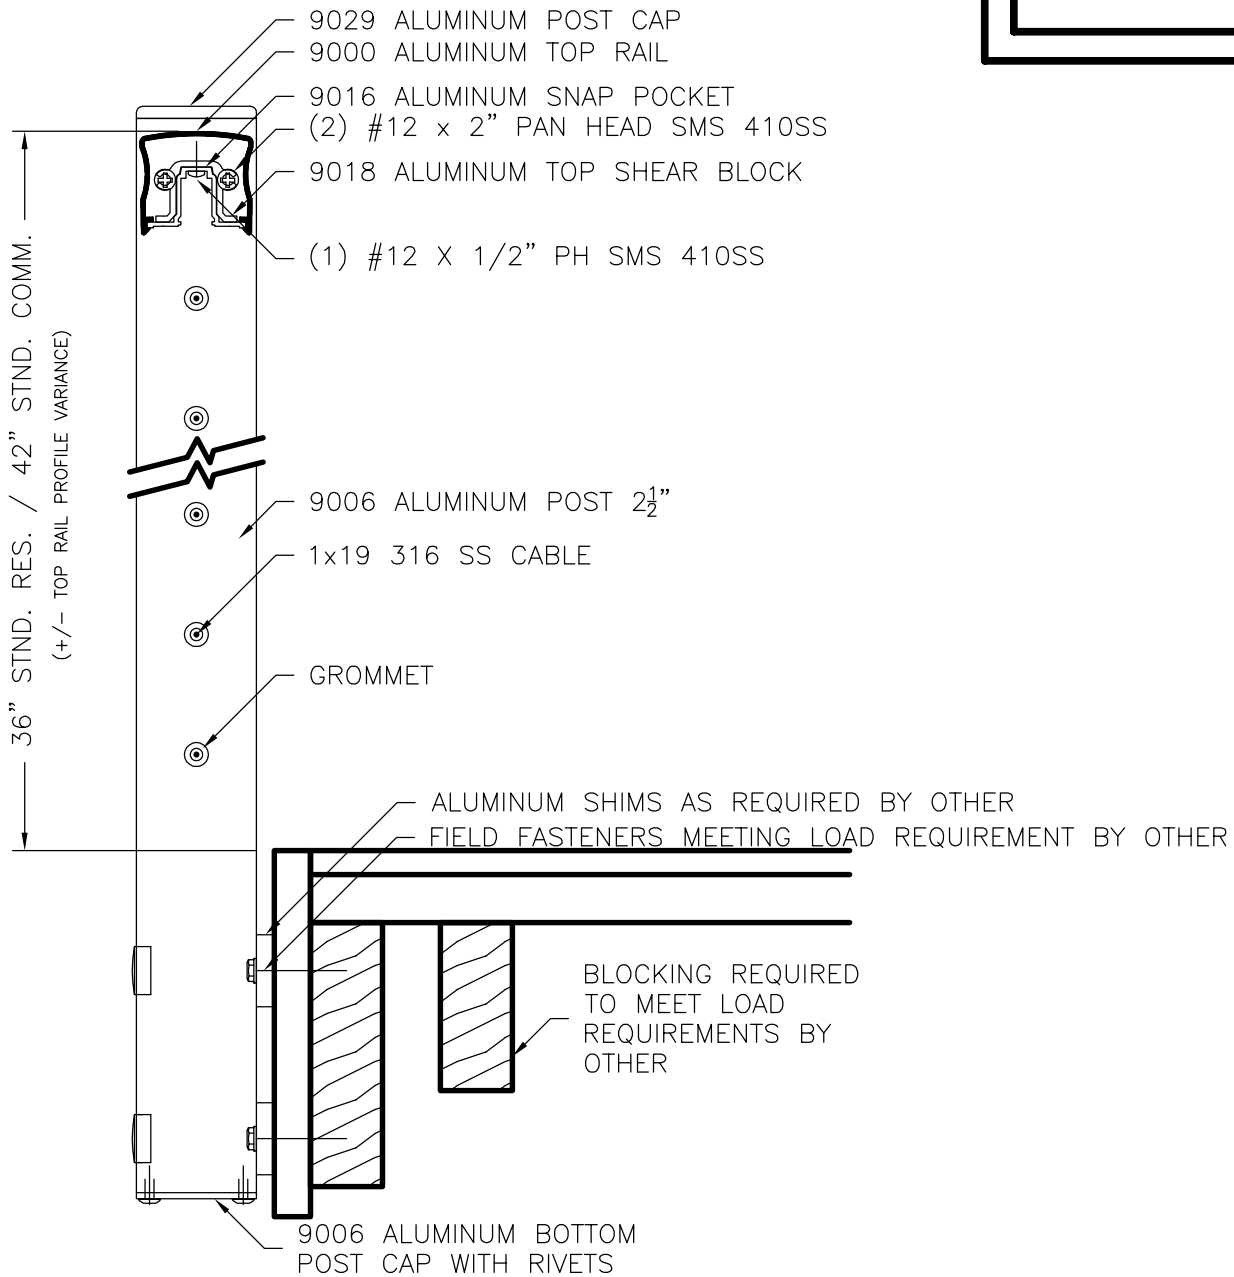 9029 ALUMINUM POST CAP
9000 ALUMINUM TOP RAIL
9016 ALUMINUM SNAP POCKET
(2) #12 x 2" PAN HEAD SMS 410SS
9018 ALUMINUM TOP SHEAR BLOCK
(1) #12 X 1/2" PH SMS 410SS
36" STND. RES. / 42" STND. COMM.
(+/- TOP RAIL PROFILE VARIANCE)
9006 ALUMINUM POST 2½"
1x19 316 SS CABLE
GROMMET
ALUMINUM SHIMS AS REQUIRED BY OTHER
FIELD FASTENERS MEETING LOAD REQUIREMENT BY OTHER
BLOCKING REQUIRED
TO MEET LOAD
REQUIREMENTS BY
OTHER
9006 ALUMINUM BOTTOM
POST CAP WITH RIVETS